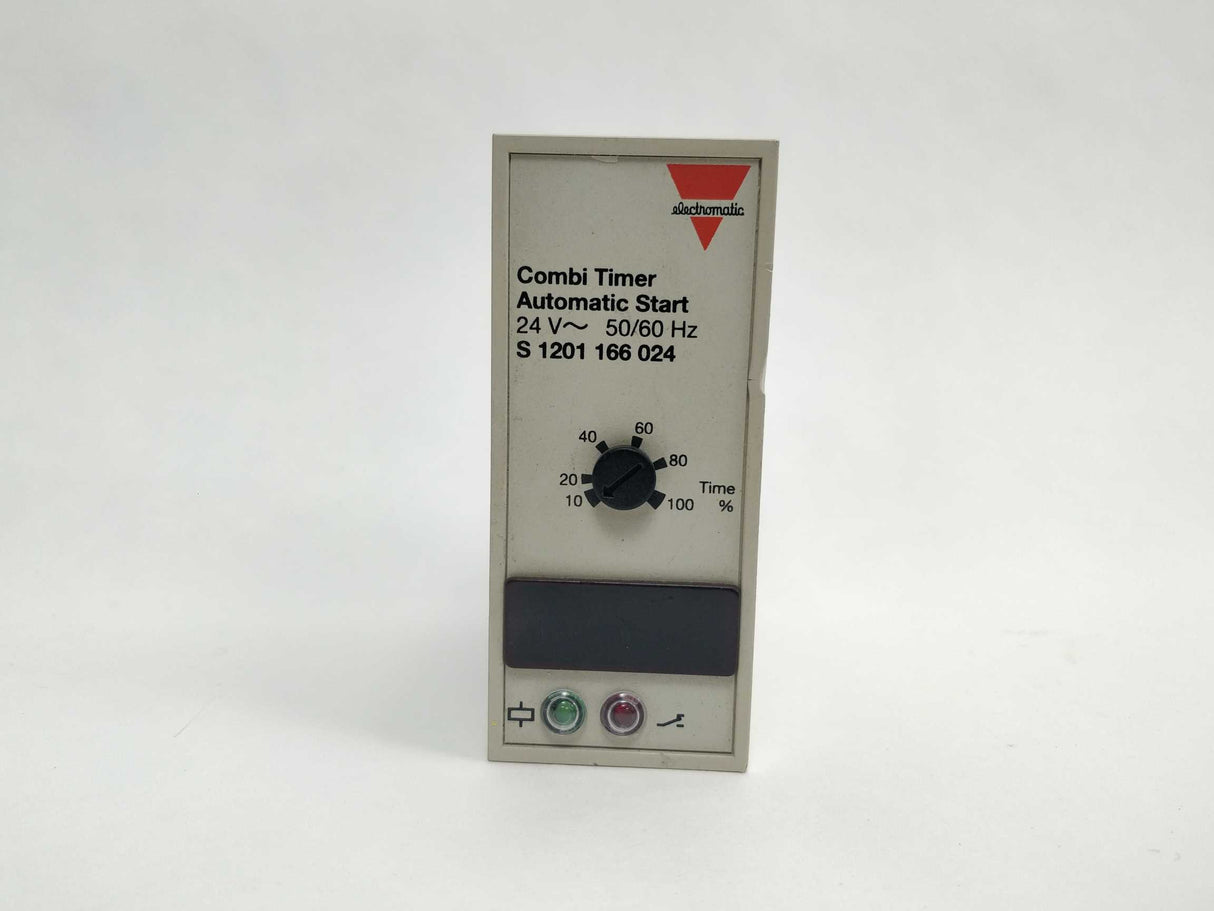 electromatic
Combi Timer
Automatic Start
24 V~ 50/60 Hz
S 1201 166 024
60
40
80
20
Time
10
100 %